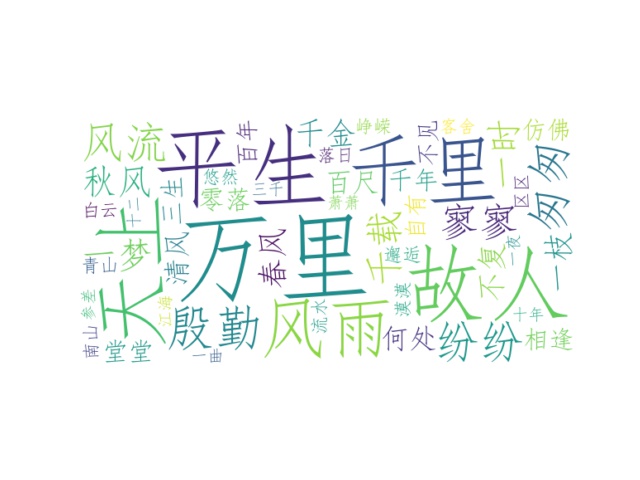 风流
平生
百年
千金
峥嵘
不见
客舍
一时
仿佛
秋风
三生
悠然
零落
三千
落日
百尺
千年
千里
区区
匆匆
白云
十二
天上
梦
清风
万里
春风
萧萧
千载
自有
寥寥
一枝
青山
一
邂逅
故人
不复
一夜
参差
江海
殷勤
风雨
流水
漠漠
十年
南山
堂堂
一曲
何处
纷纷
相逢